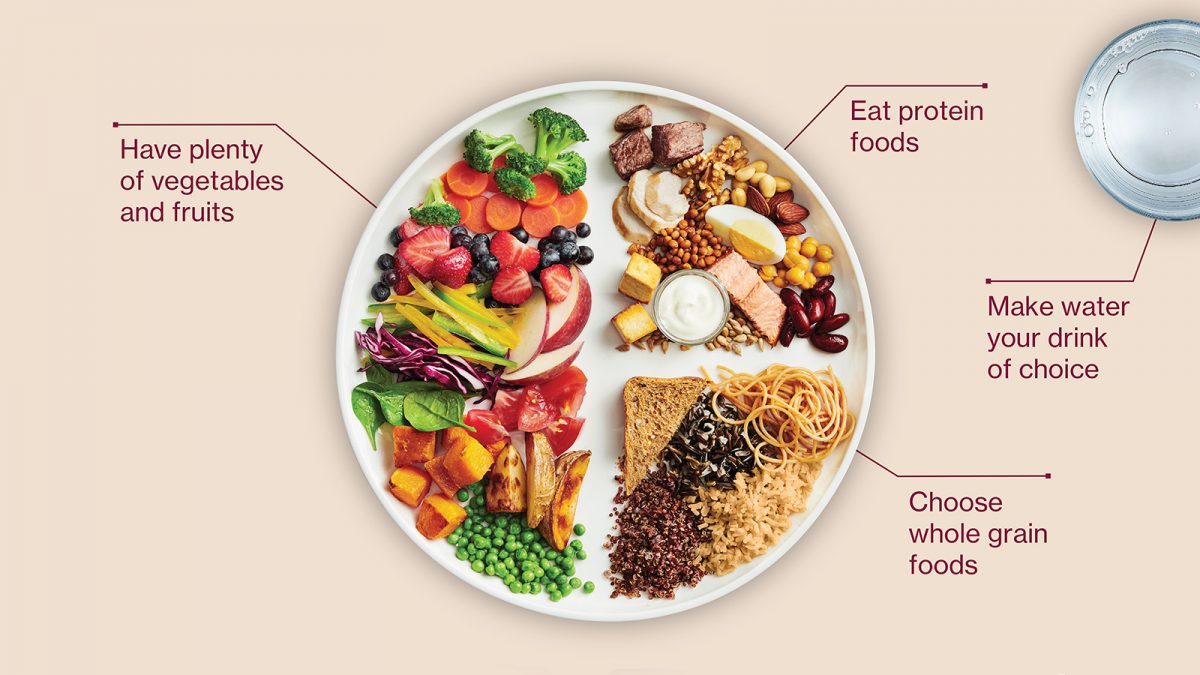 Have plenty
of vegetables
and fruits
Eat protein
foods
Make water
your drink
of choice
Choose
whole grain
foods